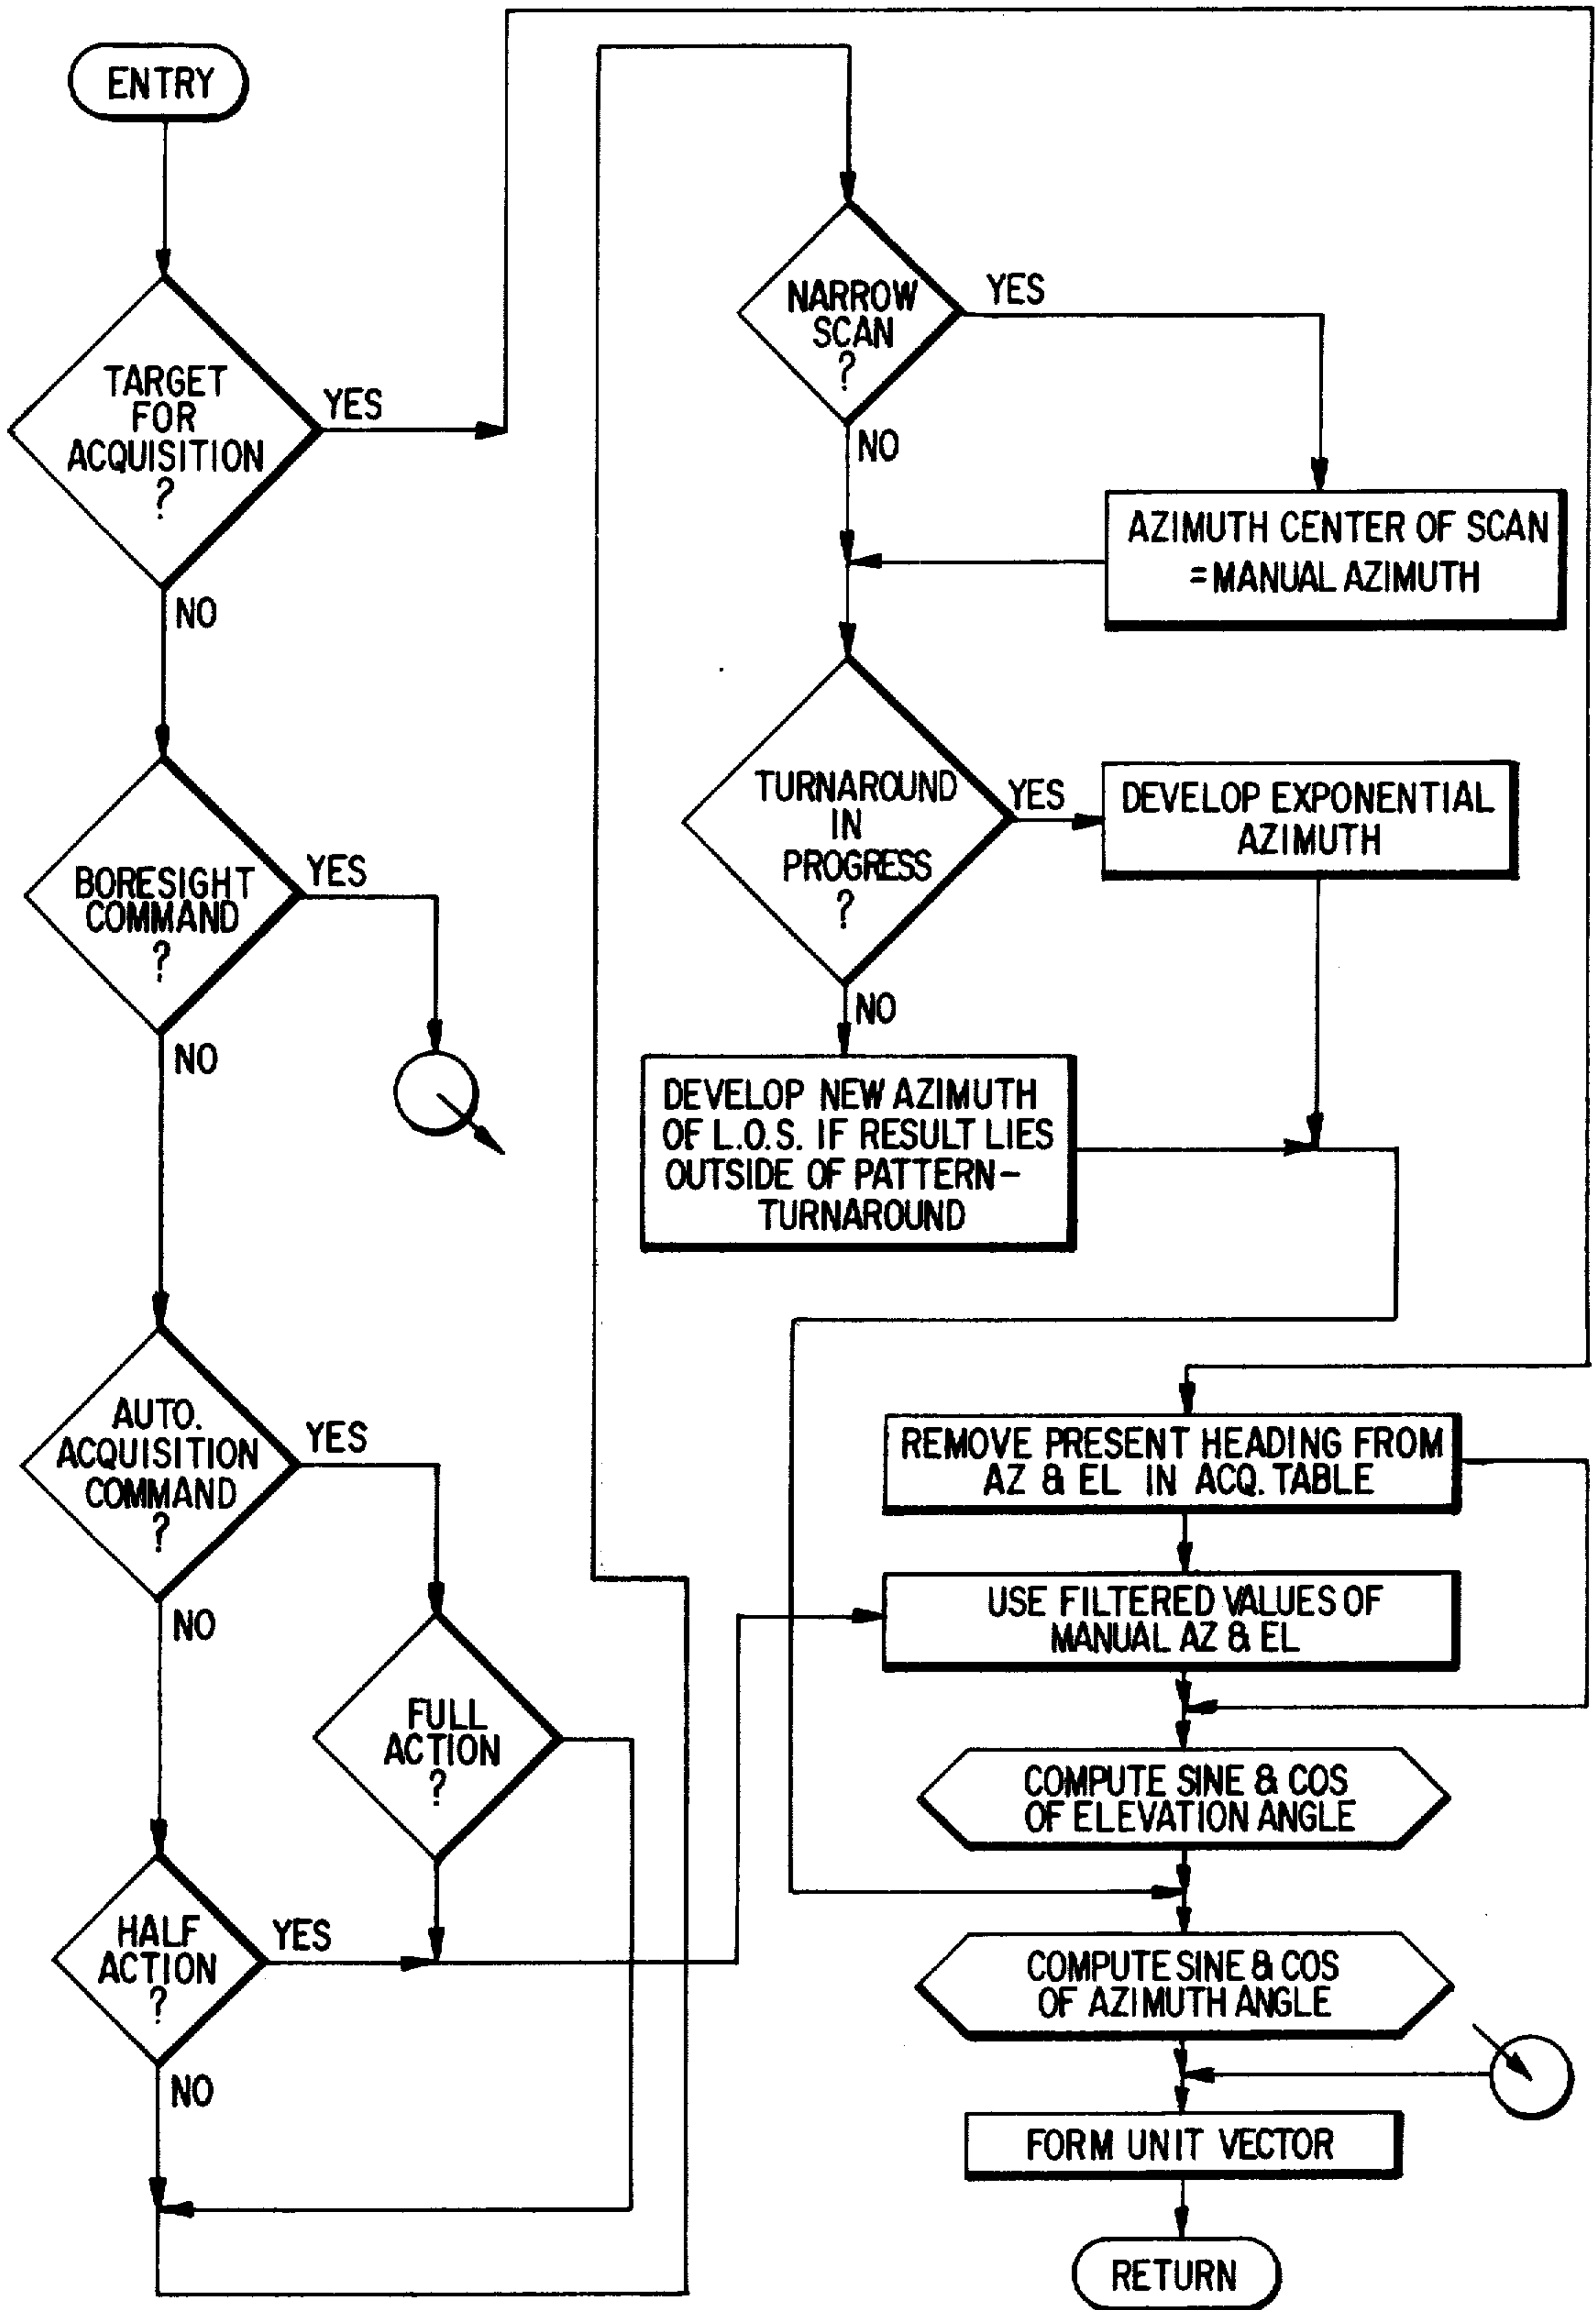 ENTRY
TARGET
FOR
ACQUISITION
?
YES
NO
BORESIGHT
COMMAND
?
YES
NO
AUTO.
ACQUISITION
COMMAND
?
YES
NO
FULL
ACTION
?
HALF
ACTION
?
YES
NO
NARROW
SCAN
?
YES
NO
AZIMUTH CENTER OF SCAN
=MANUAL AZIMUTH
TURNAROUND
IN
PROGRESS
?
YES
NO
DEVELOP EXPONENTIAL
AZIMUTH
DEVELOP NEW AZIMUTH
OF L.O.S. IF RESULT LIES
OUTSIDE OF PATTERN-
TURNAROUND
REMOVE PRESENT HEADING FROM
AZ & EL IN ACQ. TABLE
USE FILTERED VALUES OF
MANUAL AZ & EL
COMPUTE SINE & COS
OF ELEVATION ANGLE
COMPUTE SINE & COS
OF AZIMUTH ANGLE
FORM UNIT VECTOR
RETURN